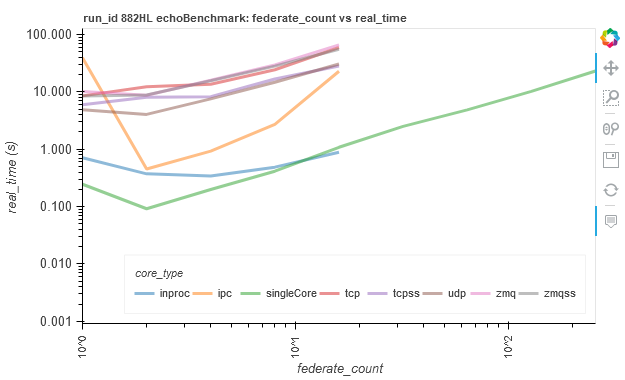 run_id 882HL echoBenchmark: federate_count vs real_time
100.000
10.000
1.000
0.100
0.010
0.001
real_time (s)
core_type
inproc ipc singleCore tcp tcpss udp zmq zmqss
10^0 10^1 10^2
federate_count